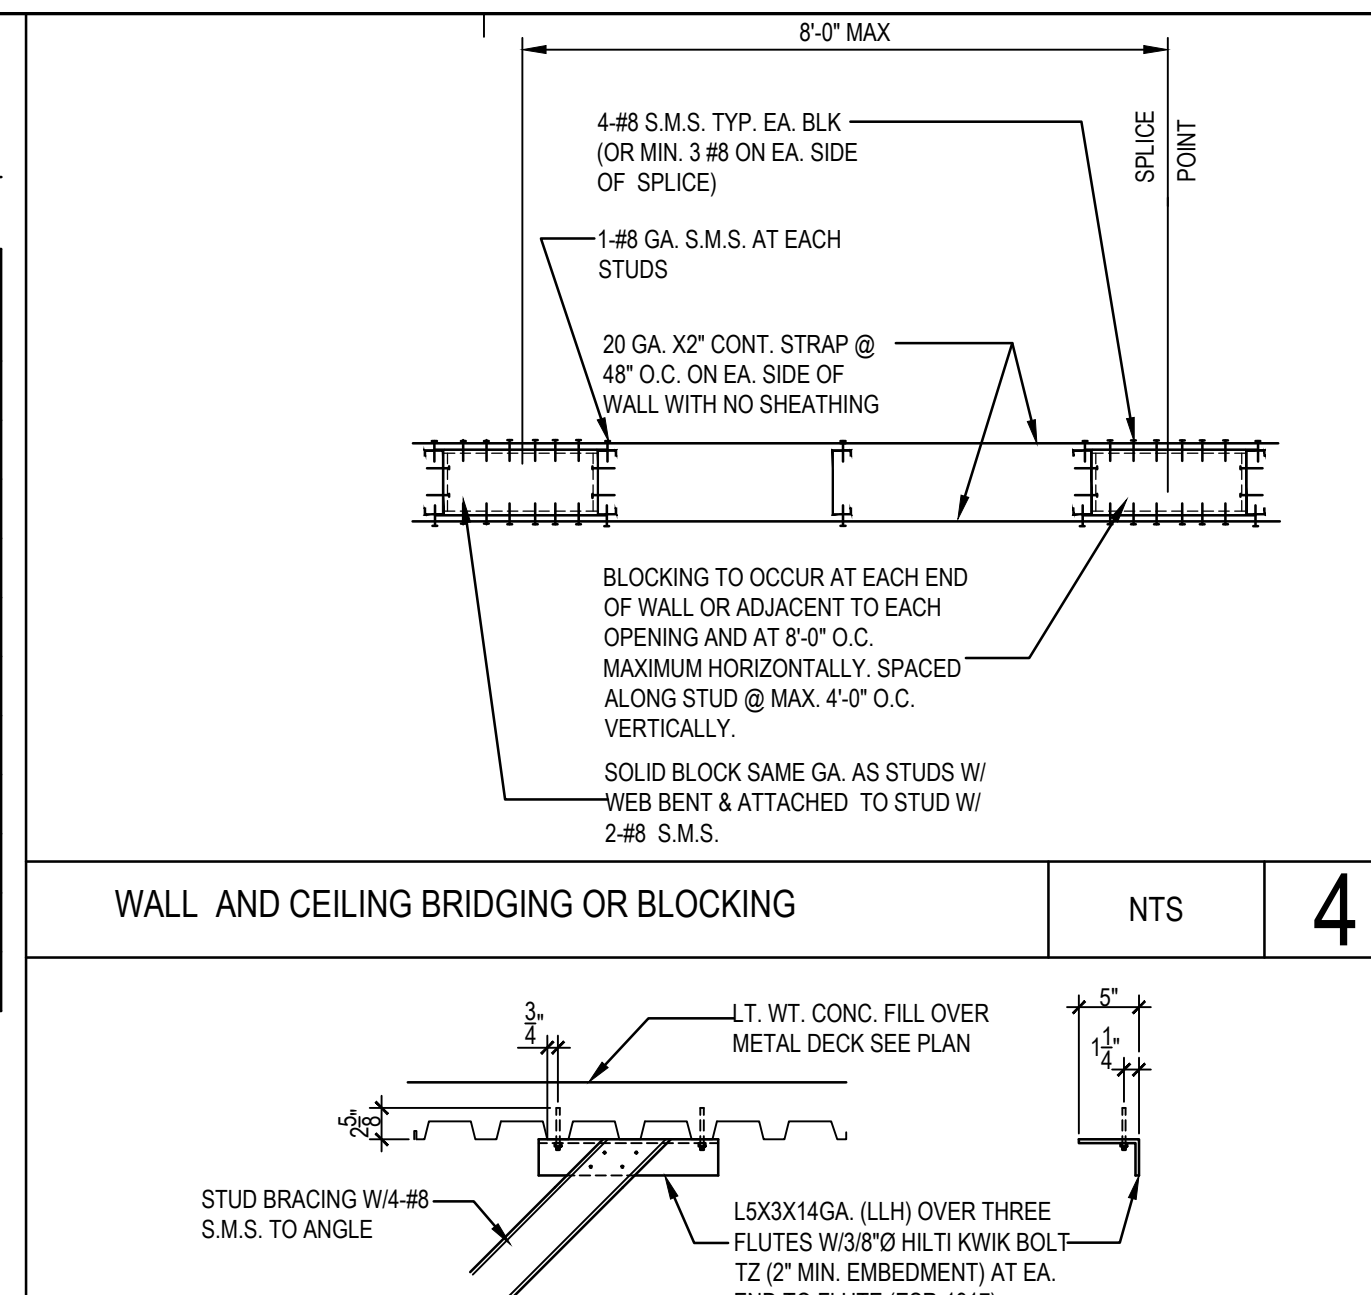 8'-0" MAX
4-#8 S.M.S. TYP. EA. BLK
(OR MIN. 3 #8 ON EA. SIDE
OF SPLICE)
SPLICE
POINT
1-#8 GA. S.M.S. AT EACH
STUDS
20 GA. X2" CONT. STRAP @
48" O.C. ON EA. SIDE OF
WALL WITH NO SHEATHING
BLOCKING TO OCCUR AT EACH END
OF WALL OR ADJACENT TO EACH
OPENING AND AT 8'-0" O.C.
MAXIMUM HORIZONTALLY. SPACED
ALONG STUD @ MAX. 4'-0" O.C.
VERTICALLY.
SOLID BLOCK SAME GA. AS STUDS W/
WEB BENT & ATTACHED TO STUD W/
2-#8 S.M.S.
WALL AND CEILING BRIDGING OR BLOCKING
NTS
4
3/4"
LT. WT. CONC. FILL OVER
METAL DECK SEE PLAN
5"
1 1/4"
2 5/8"
STUD BRACING W/4-#8
S.M.S. TO ANGLE
L5X3X14GA. (LLH) OVER THREE
FLUTES W/3/8"Ø HILTI KWIK BOLT
TZ (2" MIN. EMBEDMENT) AT EA.